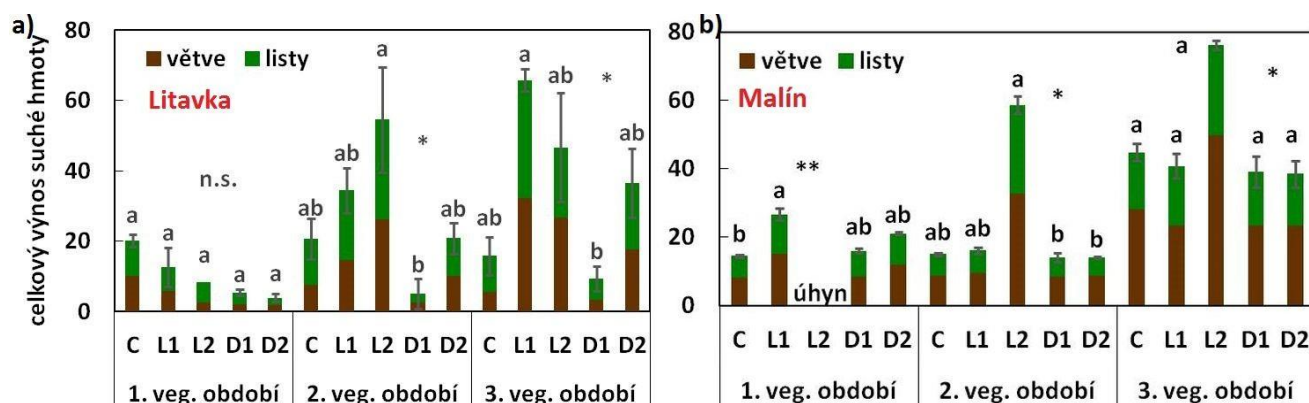 a)
celkový výnos suché hmoty
80
60
40
20
0
větve listy
Litavka
n.s.
*
*
a a a a a
ab ab a b ab
ab a ab b ab
C L1 L2 D1 D2 C L1 L2 D1 D2 C L1 L2 D1 D2
1. veg. období 2. veg. období 3. veg. období
b)
80
60
40
20
0
větve listy
Malín
**
*
*
b a úhyn ab ab
ab ab a b b
a a a a a
C L1 L2 D1 D2 C L1 L2 D1 D2 C L1 L2 D1 D2
1. veg. období 2. veg. období 3. veg. období